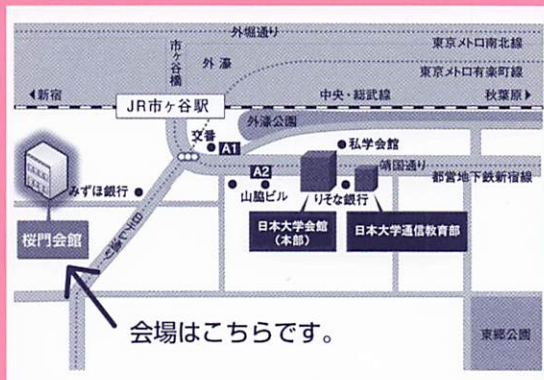 外堀通り
東京メトロ南北線
市ヶ谷橋
外濠
東京メトロ有楽町線
◀新宿
中央・総武線
秋葉原▶
JR市ヶ谷駅
外濠公園
交番
A1
私学会館
靖国通り
都営地下鉄新宿線
A2
みずほ銀行
山脇ビル
りそな銀行
桜門会館
日本大学会館
(本部)
日本大学通信教育部
会場はこちらです。
東郷公園